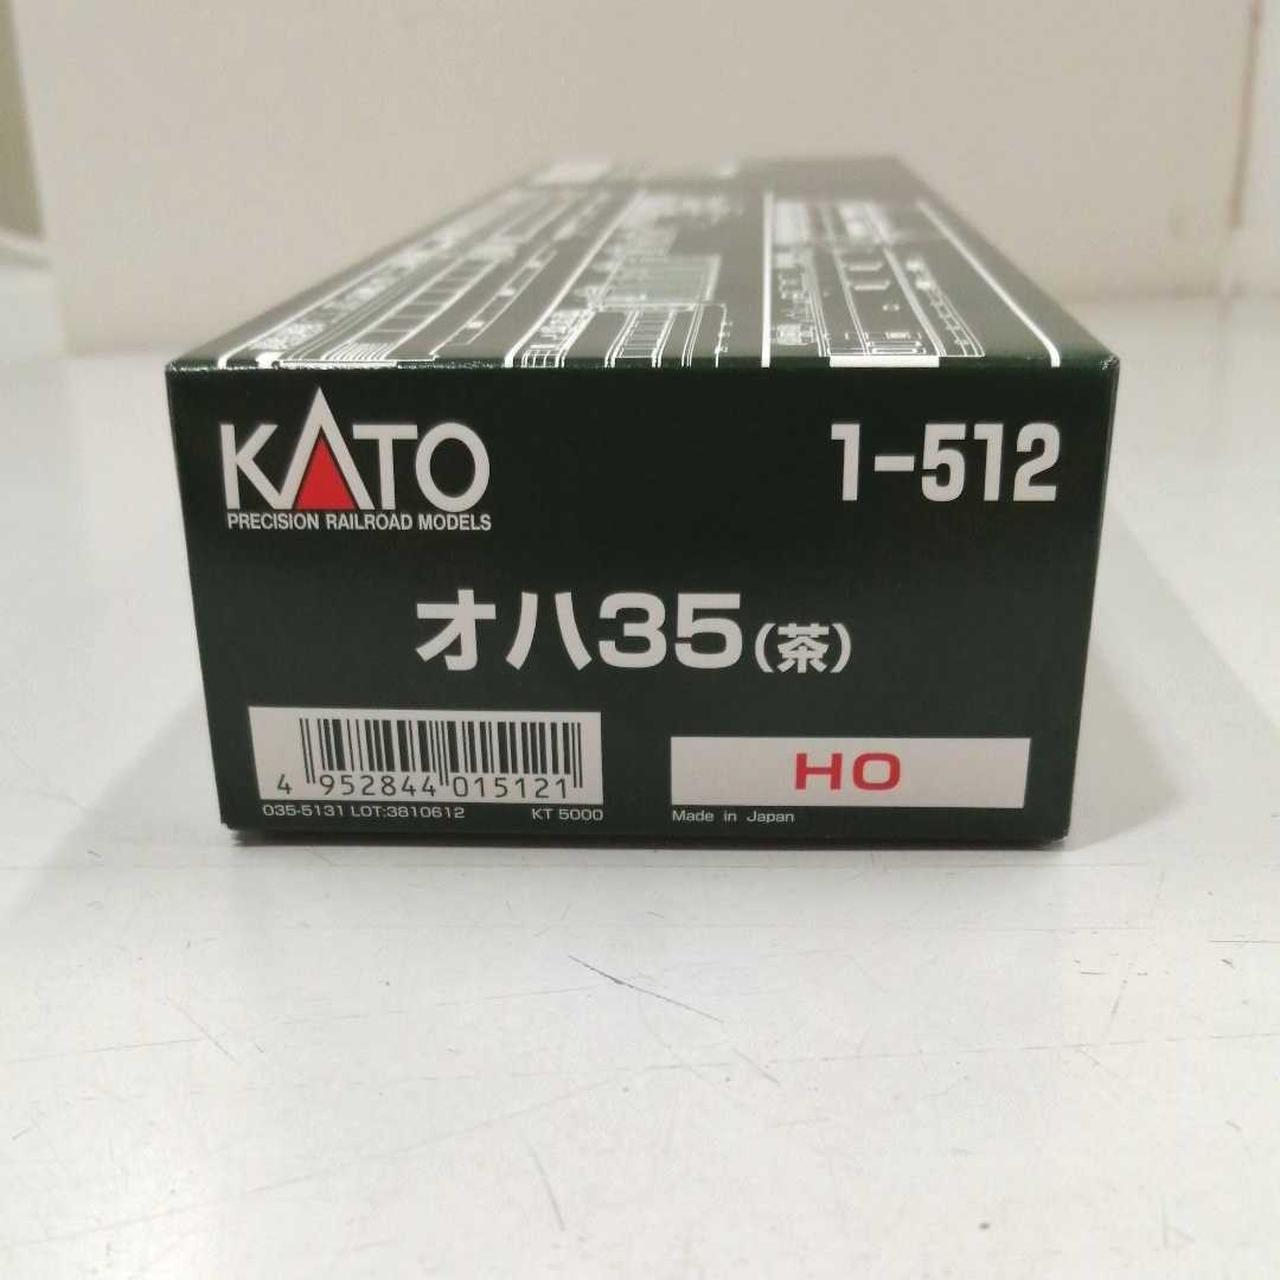 KATO
PRECISION RAILROAD MODELS
1-512
オハ35(茶)
4 952844 015121
035-5131 LOT:3810612 KT 5000
HO
Made in Japan